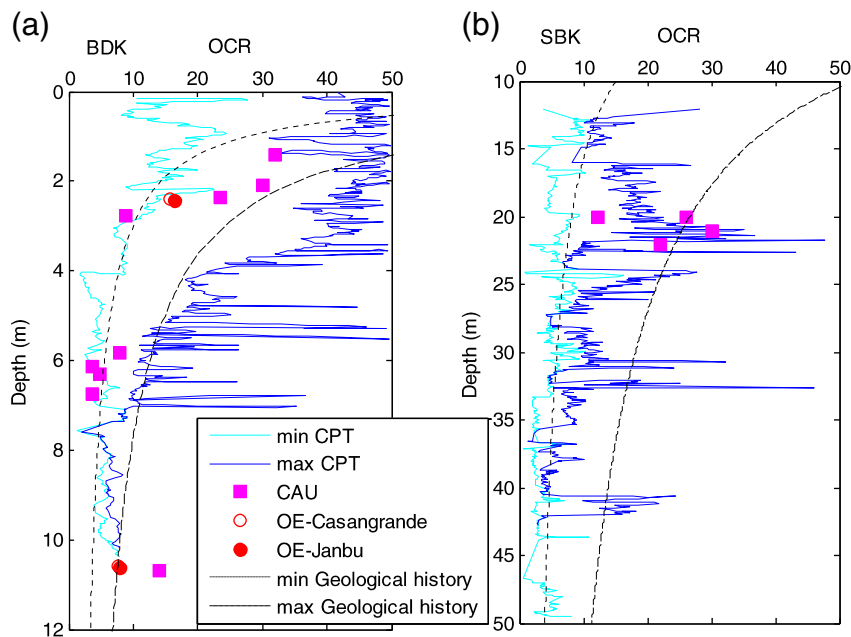 (a)
BDK OCR
0 10 20 30 40 50
0
2
4
6
8
10
12
Depth (m)
(b)
SBK OCR
0 10 20 30 40 50
10
15
20
25
30
35
40
45
50
Depth (m)
min CPT
max CPT
CAU
OE-Casangrande
OE-Janbu
min Geological history
max Geological history